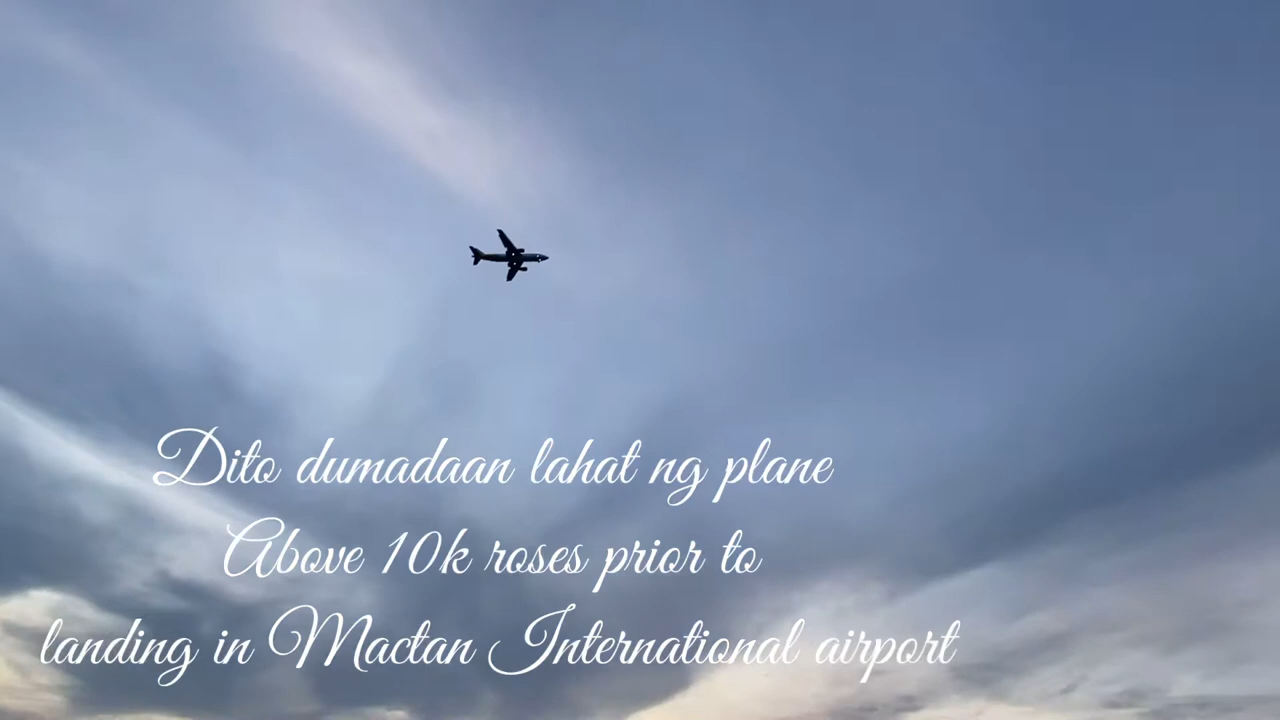 Dito dumadaan lahat ng plane
Above 10k roses prior to
landing in Mactan International airport